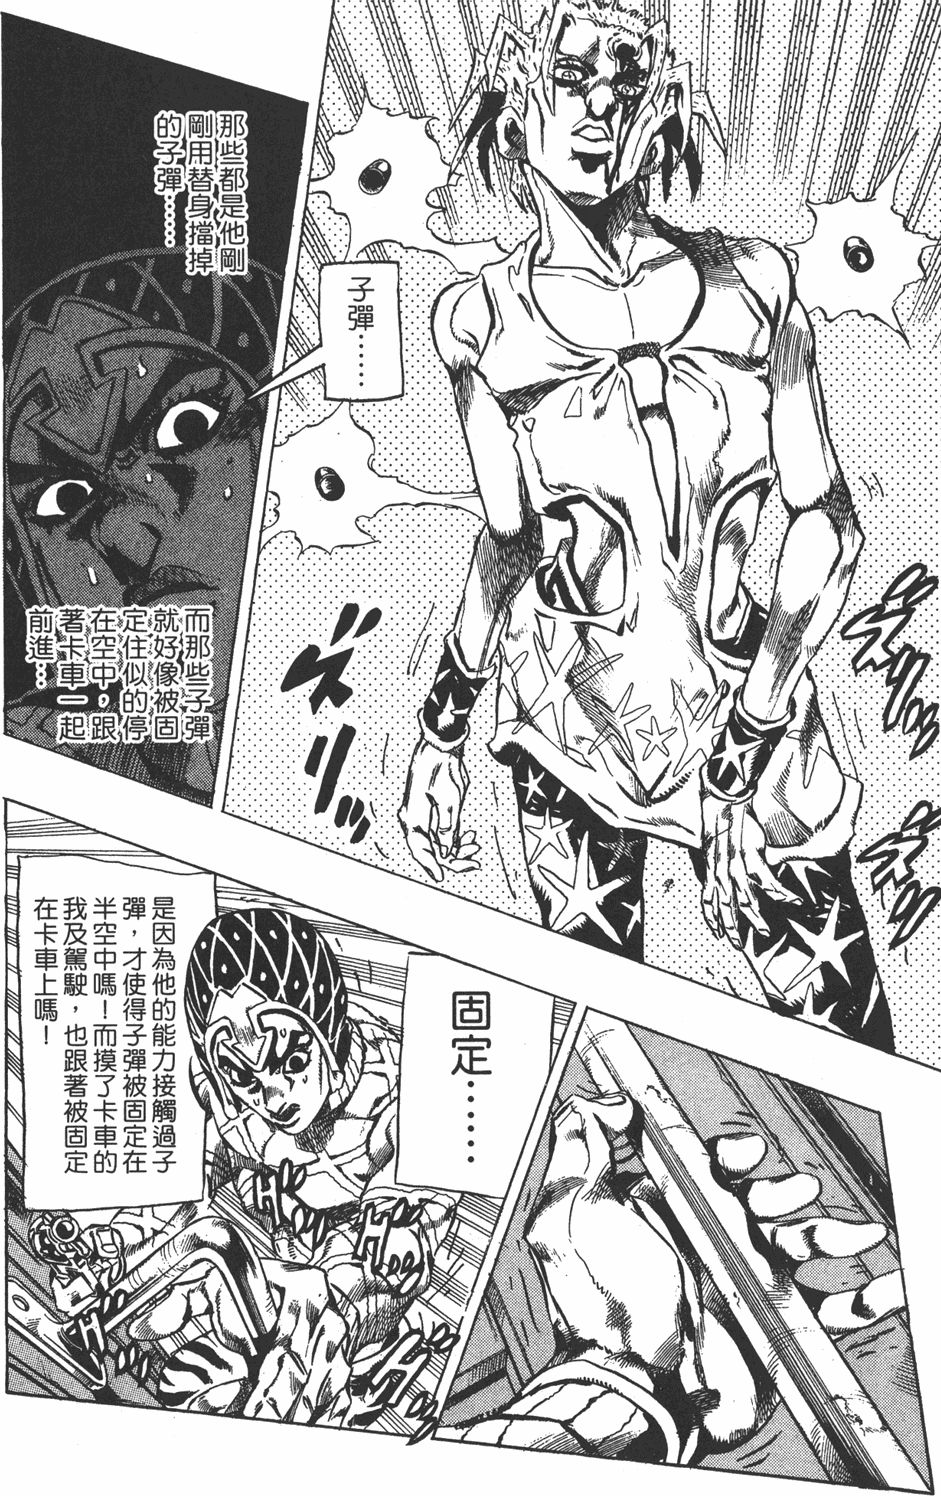 子彈……
那些都是他剛
剛用替身擋掉
的子彈……
而那些子彈
就好像被固
定住似的停
在空中，跟
著卡車一起
前進…
ズッ
固定……
是因為他的能力接觸過子
彈，才使得子彈被固定在
半空中嗎！而摸了卡車的
我及駕駛，也跟著被固定
在卡車上嗎！